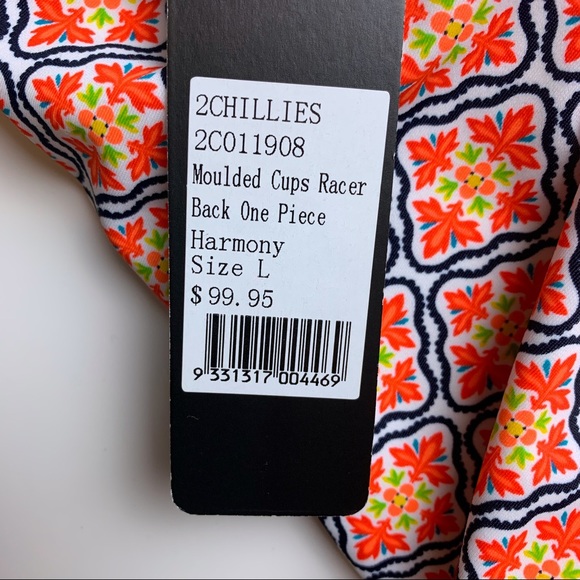 2CHILLIES
2C011908
Moulded Cups Racer
Back One Piece
Harmony
Size L
$ 99.95
9 331317 004469